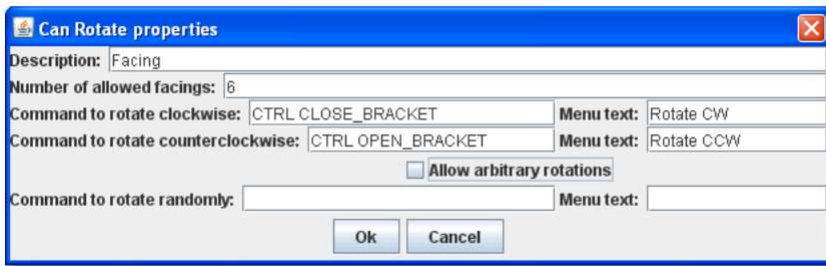 Can Rotate properties
Description: Facing
Number of allowed facings: 6
Command to rotate clockwise: CTRL CLOSE_BRACKET Menu text: Rotate CW
Command to rotate counterclockwise: CTRL OPEN_BRACKET Menu text: Rotate CCW
Allow arbitrary rotations
Command to rotate randomly: Menu text:
Ok Cancel